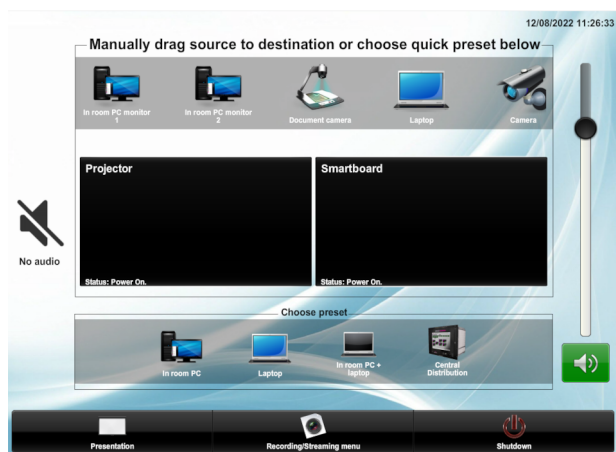 12/08/2022 11:26:33
Manually drag source to destination or choose quick preset below
In room PC monitor
1
In room PC monitor
2
Document camera
Laptop
Camera
Projector
Smartboard
No audio
Status: Power On.
Status: Power On.
Choose preset
In room PC
Laptop
In room PC +
laptop
Central
Distribution
Presentation
Recording/Streaming menu
Shutdown